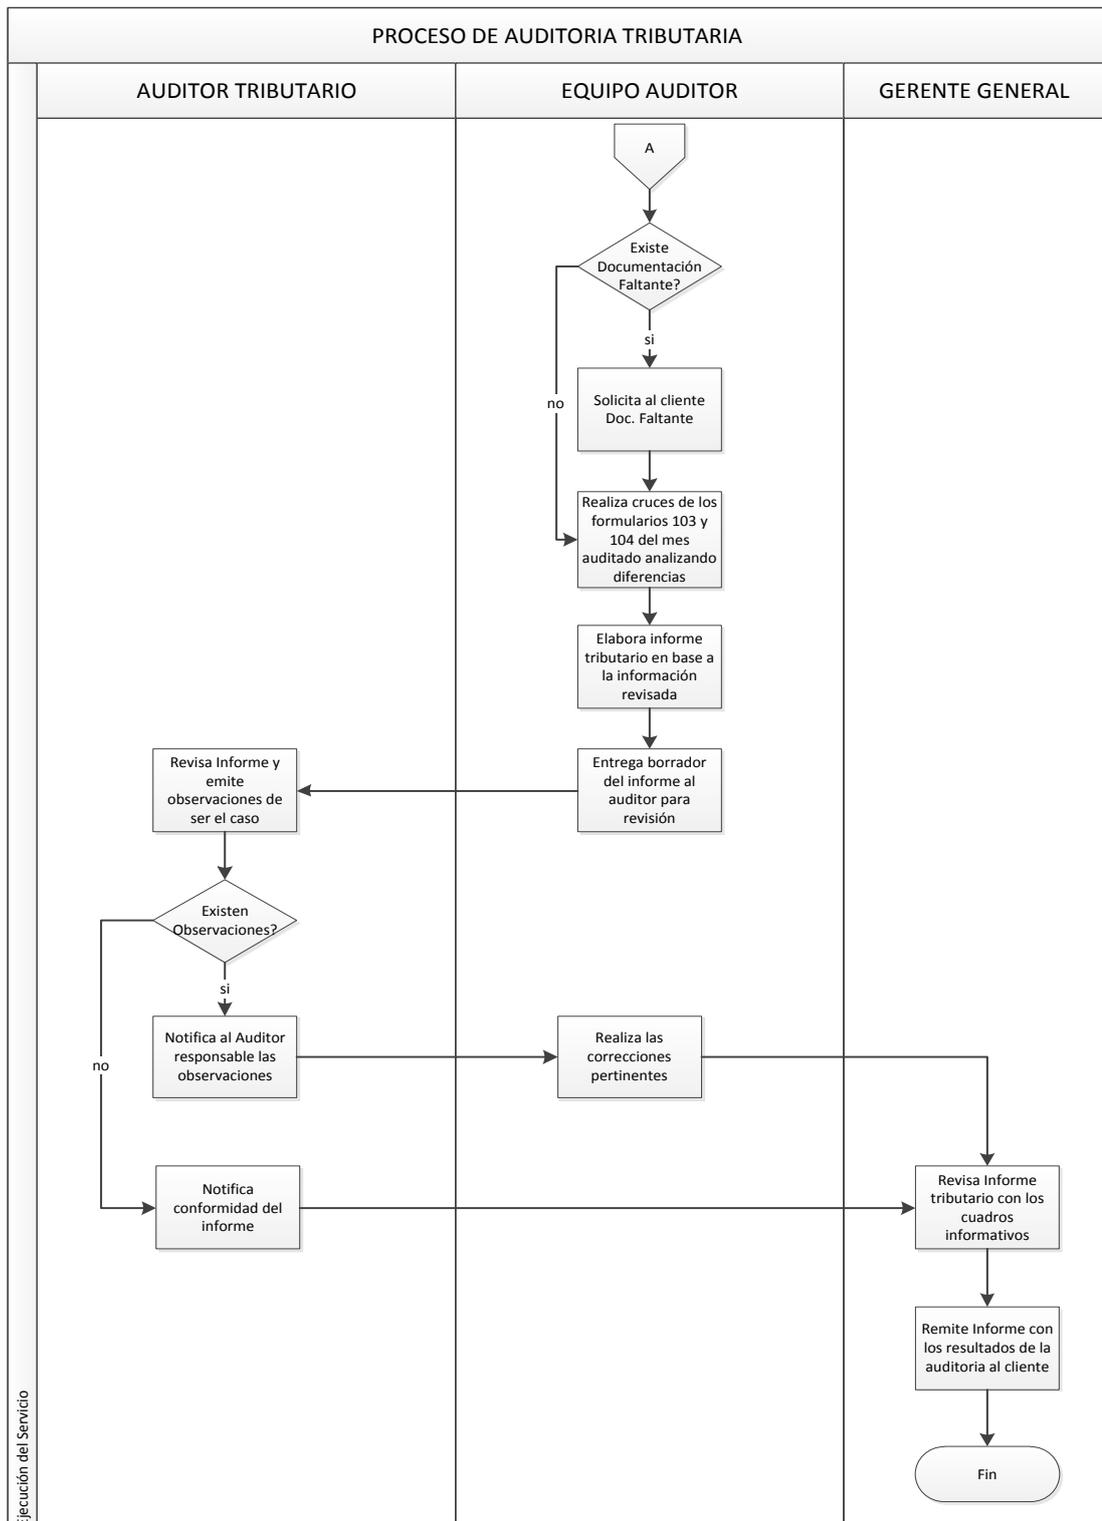 PROCESO DE AUDITORIA TRIBUTARIA
AUDITOR TRIBUTARIO
EQUIPO AUDITOR
GERENTE GENERAL
A
Existe
Documentación
Faltante?
si
no
Solicita al cliente
Doc. Faltante
Realiza cruces de los
formularios 103 y
104 del mes
auditado analizando
diferencias
Elabora informe
tributario en base a
la información
revisada
Entrega borrador
del informe al
auditor para
revisión
Revisa Informe y
emite
observaciones de
ser el caso
Existen
Observaciones?
si
no
Notifica al Auditor
responsable las
observaciones
Realiza las
correcciones
pertinentes
Notifica
conformidad del
informe
Revisa Informe
tributario con los
cuadros
informativos
Remite Informe con
los resultados de la
auditoria al cliente
Fin
Ejecución del Servicio